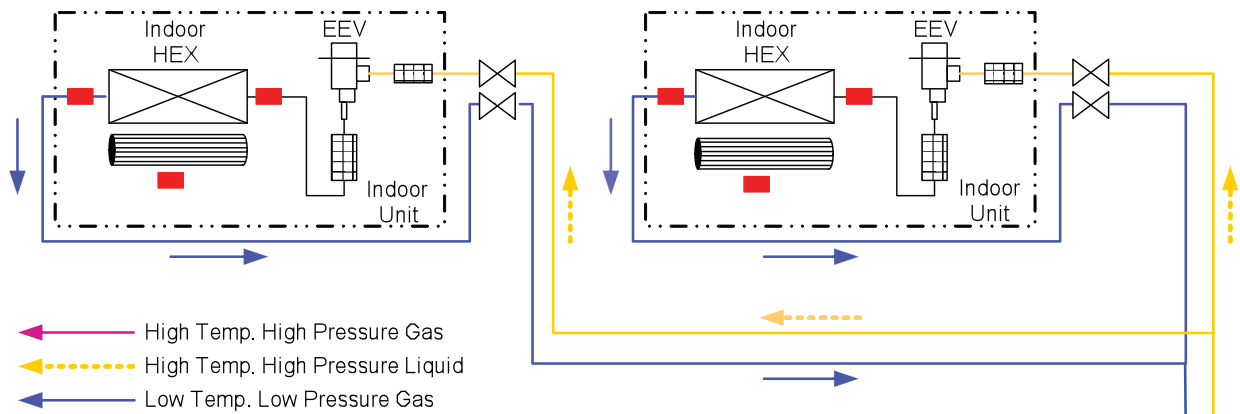 Indoor
HEX
EEV
Indoor
Unit
Indoor
HEX
EEV
Indoor
Unit
High Temp. High Pressure Gas
High Temp. High Pressure Liquid
Low Temp. Low Pressure Gas